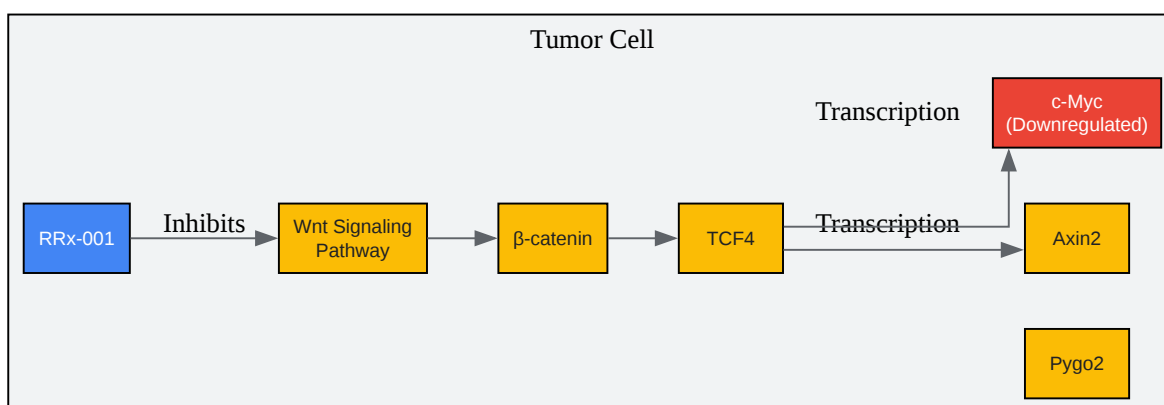 Tumor Cell
Transcription
c-Myc
(Downregulated)
RRx-001
Inhibits
Wnt Signaling
Pathway
β-catenin
TCF4
Transcription
Axin2
Pygo2